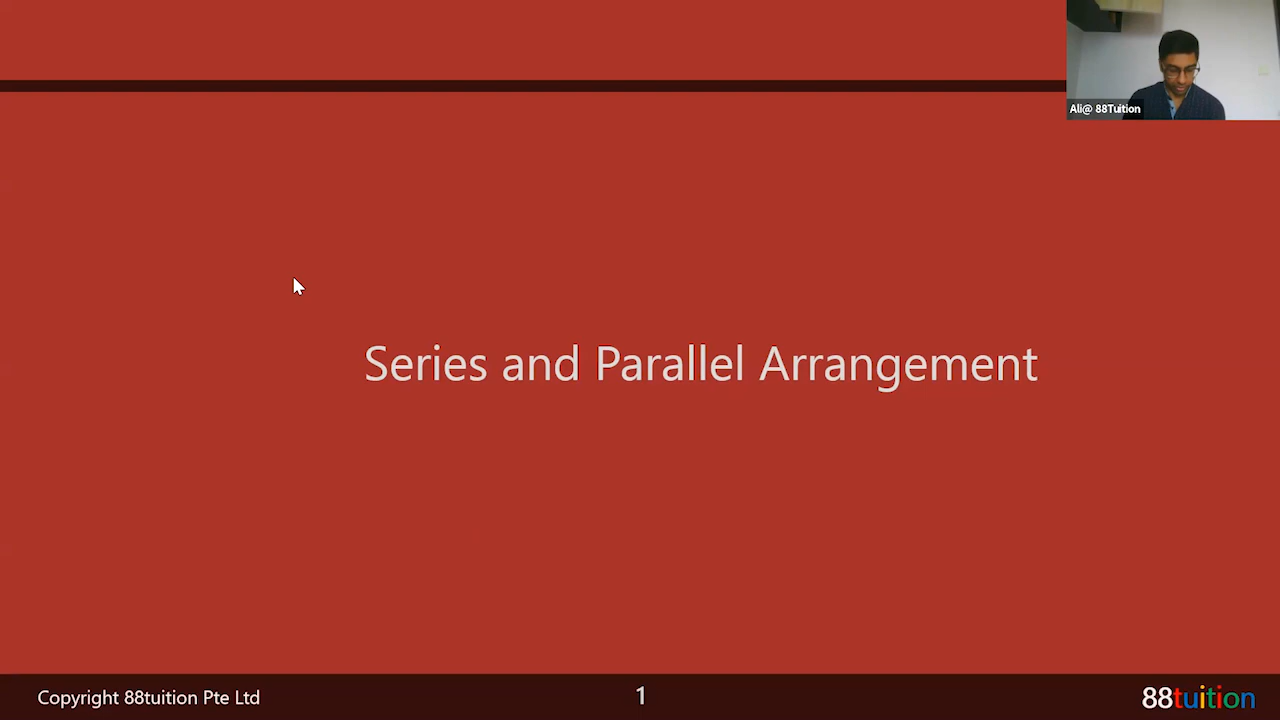 Ali@ 88Tuition
Series and Parallel Arrangement
Copyright 88tuition Pte Ltd
1
88tuition